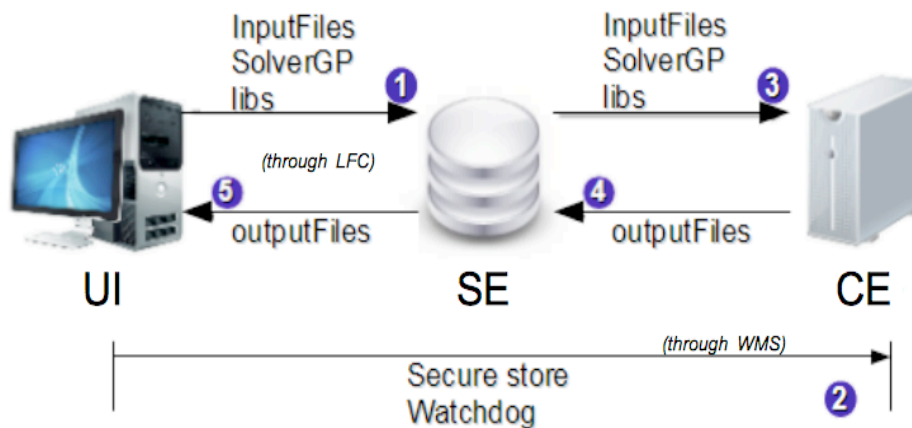 InputFiles
SolverGP
libs
1
InputFiles
SolverGP
libs
3
(through LFC)
5
outputFiles
4
outputFiles
UI
SE
CE
(through WMS)
Secure store
Watchdog
2